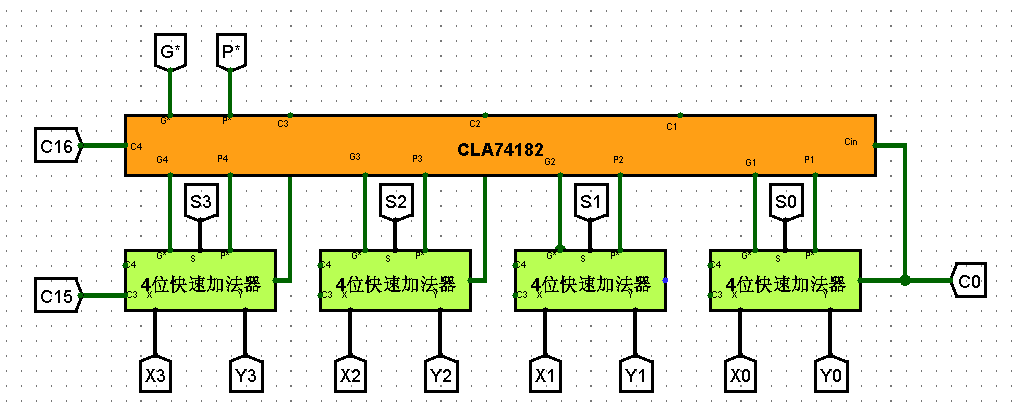 G* P*
G* P* C3 C2 C1
C16 C4 CLA74182 Cin
G4 P4 G3 P3 G2 P2 G1 P1
S3 S2 S1 S0
G* S P* G* S P* G* S P* G* S P*
C4 C4 C4 C4
4位快速加法器 4位快速加法器 4位快速加法器 4位快速加法器 C0
C15 C3 X Y C3 X Y C3 X Y C3 X Y
X3 Y3 X2 Y2 X1 Y1 X0 Y0